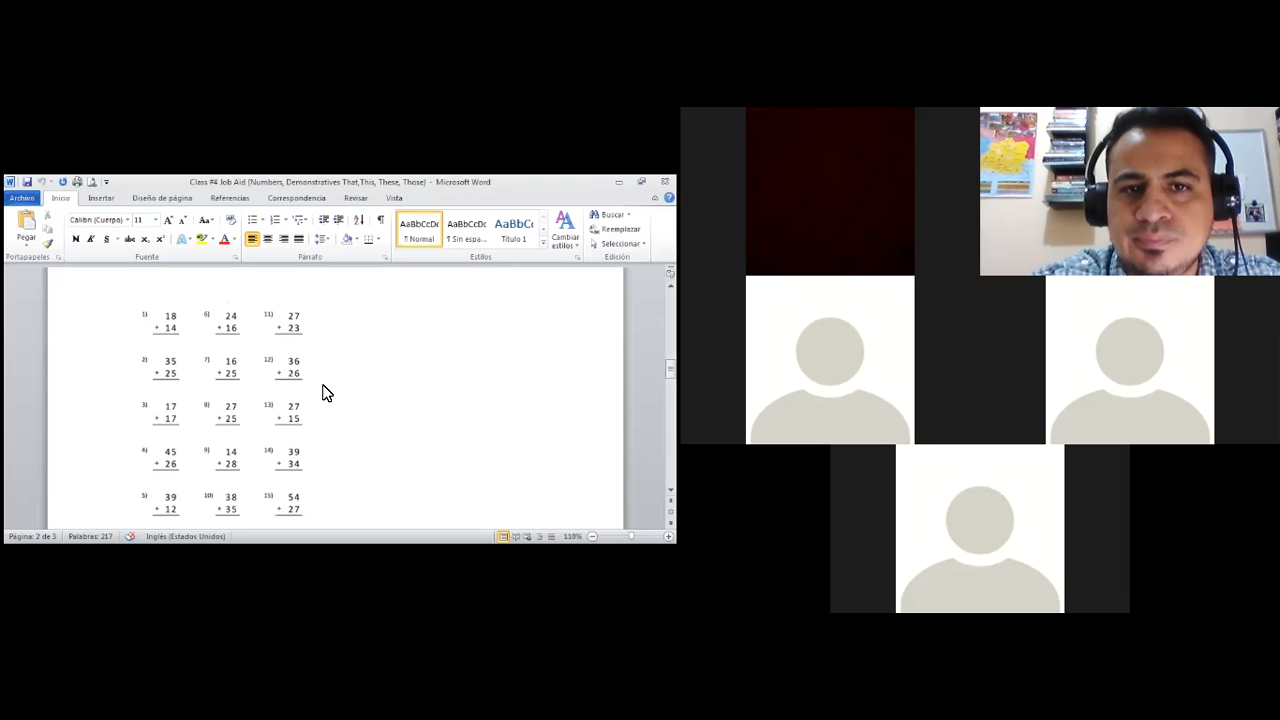 Class #4 Job Aid (Numbers, Demonstratives That,This, These, Those) - Microsoft Word
Archivo Inicio Insertar Diseño de página Referencias Correspondencia Revisar Vista
Pegar
Calibri (Cuerpo) 11
AaBbCcDc AaBbCcDc AaBbCc
¶ Normal ¶ Sin espa... Título 1
Cambiar estilos
Buscar
Reemplazar
Seleccionar
Portapapeles Fuente Párrafo Estilos Edición
1) 18 6) 24 11) 27
+ 14 + 16 + 23
2) 35 7) 16 12) 36
+ 25 + 25 + 26
3) 17 8) 27 13) 27
+ 17 + 25 + 15
4) 45 9) 14 14) 39
+ 26 + 28 + 34
5) 39 10) 38 15) 54
+ 12 + 35 + 27
Página: 2 de 3 Palabras: 217 Inglés (Estados Unidos) 110%